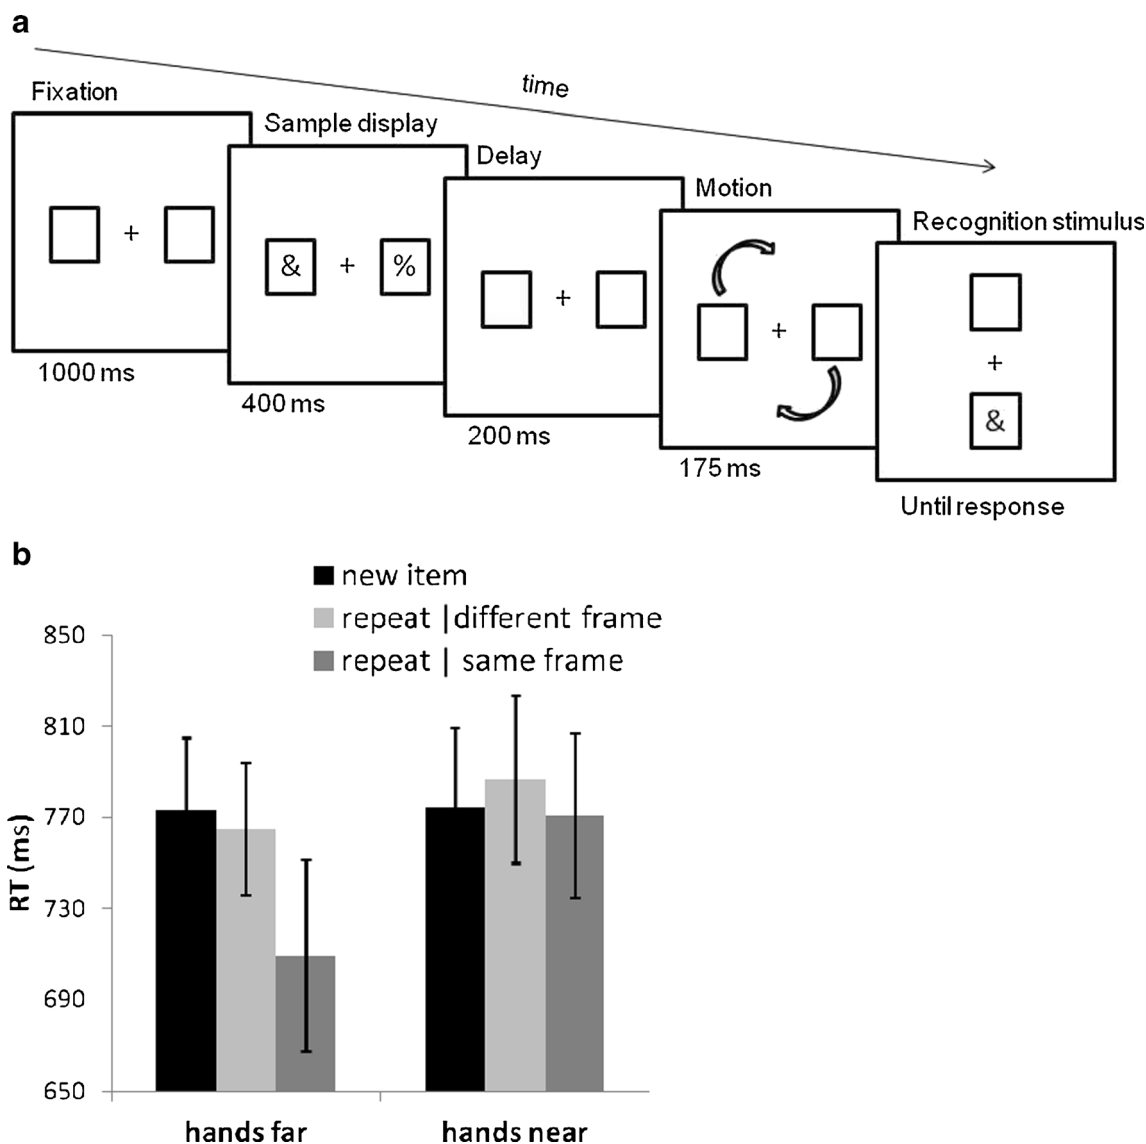 a
time
Fixation
Sample display
Delay
Motion
Recognition stimulus
+
& + %
+
+
+
&
1000 ms
400 ms
200 ms
175 ms
Until response
b
new item
repeat | different frame
repeat | same frame
850
810
770
730
690
650
RT (ms)
hands far
hands near